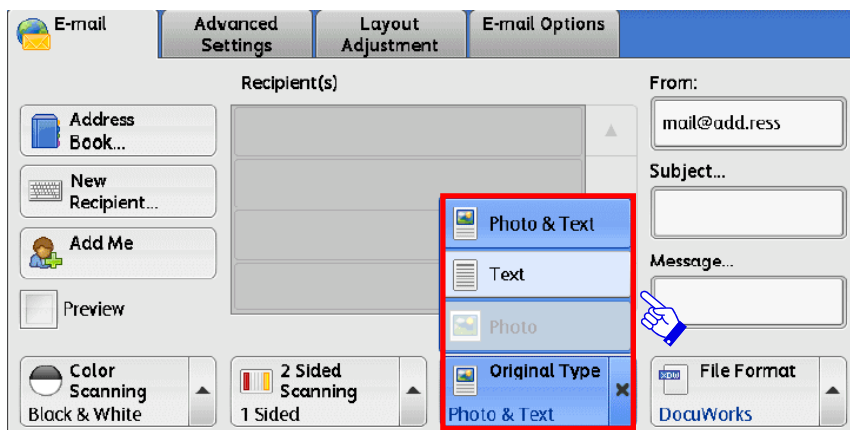 E-mail
Advanced
Settings
Layout
Adjustment
E-mail Options
Recipient(s)
From:
Address
Book...
mail@add.ress
New
Recipient...
Subject...
Photo & Text
Add Me
Text
Message...
Preview
Photo
Color
Scanning
Black & White
2 Sided
Scanning
1 Sided
Original Type
Photo & Text
XDW
File Format
DocuWorks